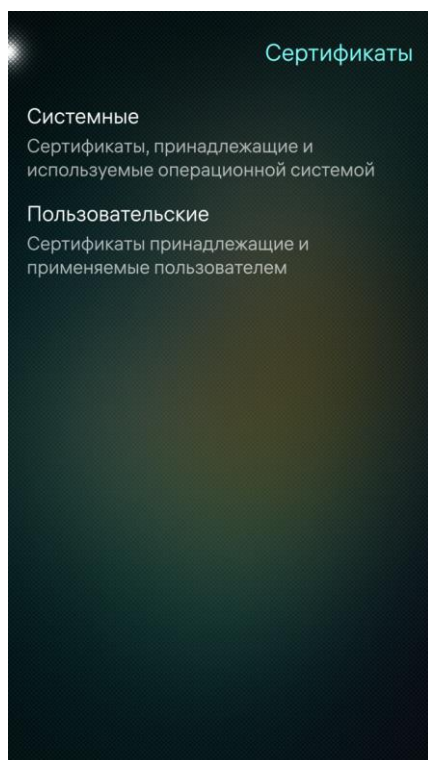 Сертификаты
Системные
Сертификаты, принадлежащие и
используемые операционной системой
Пользовательские
Сертификаты принадлежащие и
применяемые пользователем